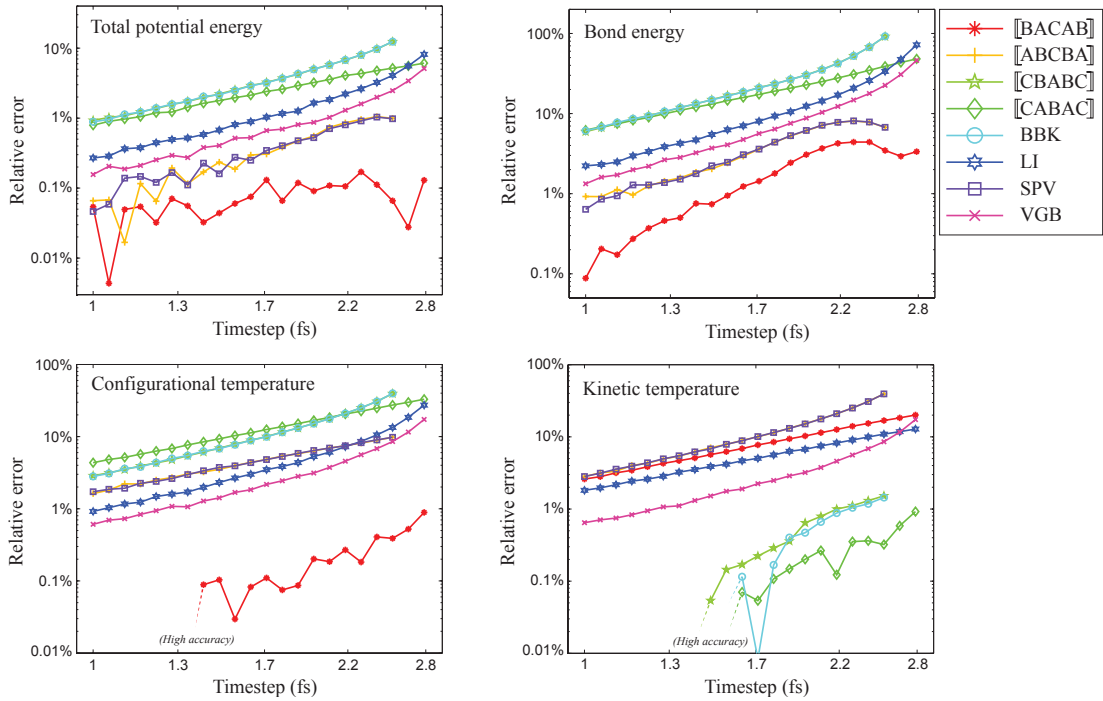 Total potential energy
10%
1%
0.1%
0.01%
Relative error
1 1.3 1.7 2.2 2.8
Timestep (fs)
Bond energy
100%
10%
1%
0.1%
Relative error
1 1.3 1.7 2.2 2.8
Timestep (fs)
⟦BACAB⟧
⟦ABCBA⟧
⟦CBABC⟧
⟦CABAC⟧
BBK
LI
SPV
VGB
Configurational temperature
100%
10%
1%
0.1%
0.01%
Relative error
(High accuracy)
1 1.3 1.7 2.2 2.8
Timestep (fs)
Kinetic temperature
100%
10%
1%
0.1%
0.01%
Relative error
(High accuracy)
1 1.3 1.7 2.2 2.8
Timestep (fs)